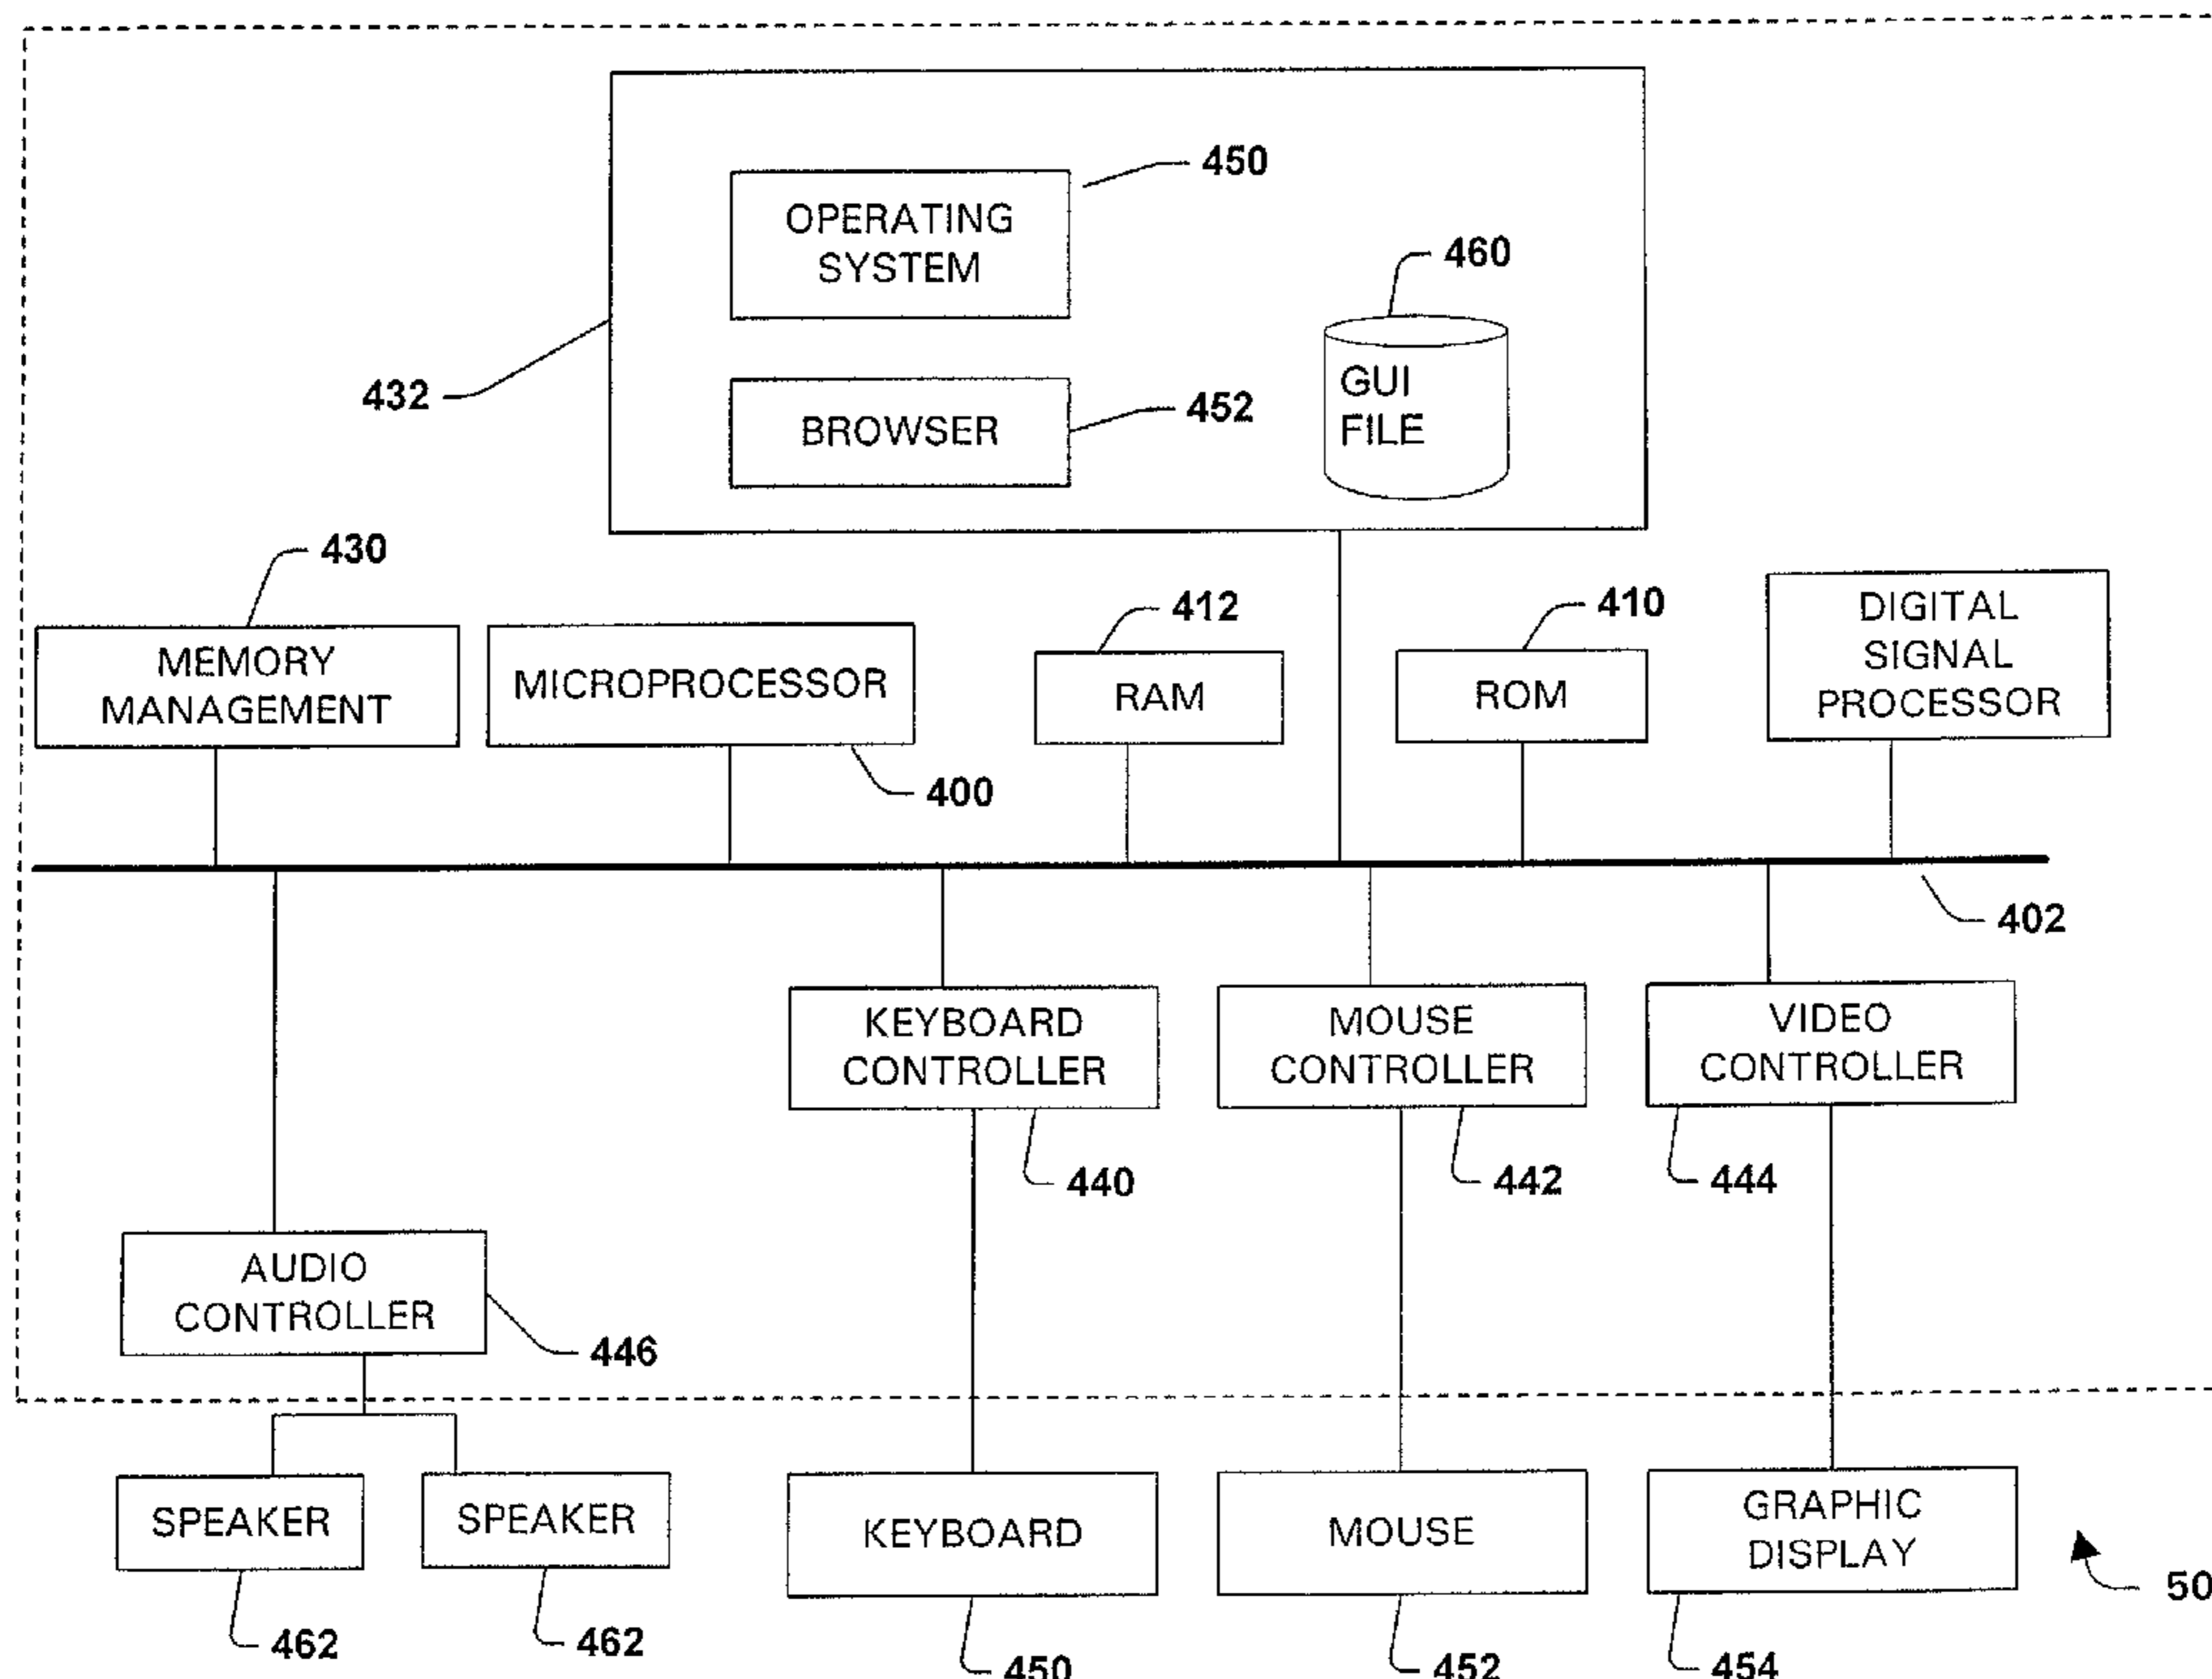 450
OPERATING
SYSTEM
460
GUI
FILE
432
BROWSER
452
430
MEMORY
MANAGEMENT
MICROPROCESSOR
400
412
RAM
410
ROM
DIGITAL
SIGNAL
PROCESSOR
402
KEYBOARD
CONTROLLER
440
MOUSE
CONTROLLER
442
VIDEO
CONTROLLER
444
AUDIO
CONTROLLER
446
SPEAKER
462
SPEAKER
462
KEYBOARD
450
MOUSE
452
GRAPHIC
DISPLAY
454
50